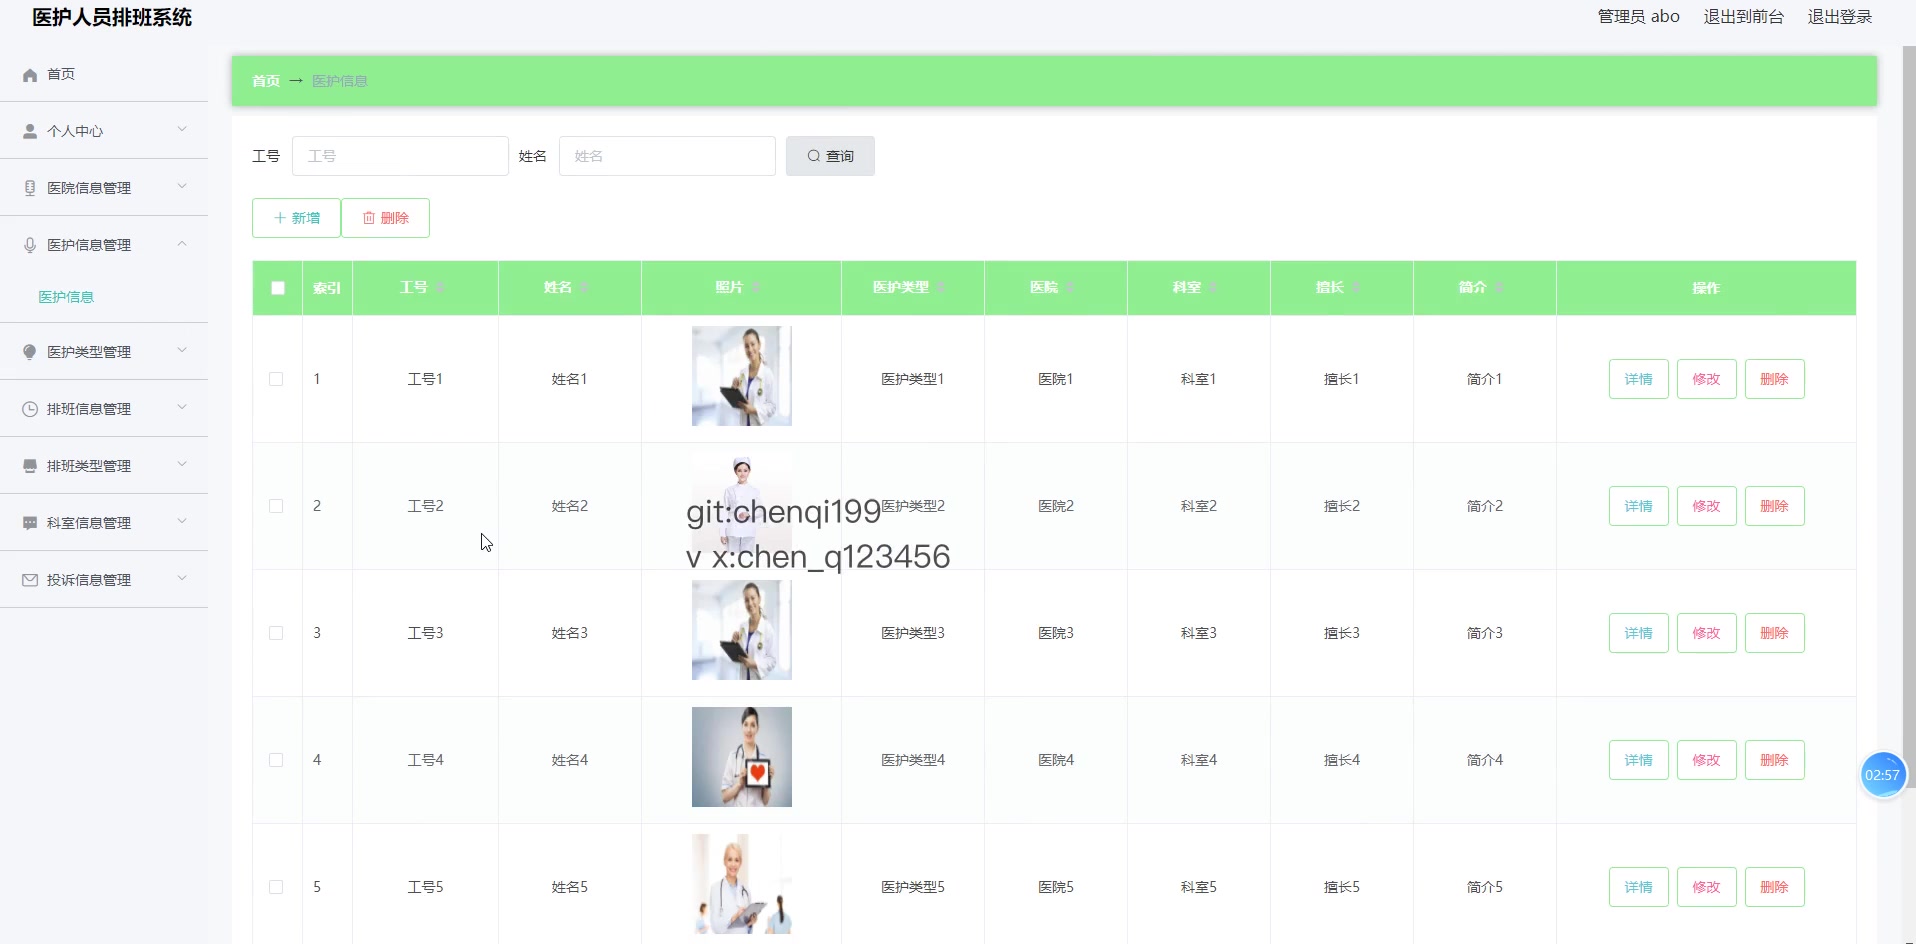 医护人员排班系统
管理员 abo 退出到前台 退出登录
首页
个人中心
医院信息管理
医护信息管理
医护信息
医护类型管理
排班信息管理
排班类型管理
科室信息管理
投诉信息管理
首页 → 医护信息
工号 工号 姓名 姓名 查询
新增 删除
索引 工号 姓名 照片 医护类型 医院 科室 擅长 简介 操作
1 工号1 姓名1 医护类型1 医院1 科室1 擅长1 简介1 详情 修改 删除
2 工号2 姓名2 医护类型2 医院2 科室2 擅长2 简介2 详情 修改 删除
git:chenqi199
v x:chen_q123456
3 工号3 姓名3 医护类型3 医院3 科室3 擅长3 简介3 详情 修改 删除
4 工号4 姓名4 医护类型4 医院4 科室4 擅长4 简介4 详情 修改 删除
02:57
5 工号5 姓名5 医护类型5 医院5 科室5 擅长5 简介5 详情 修改 删除